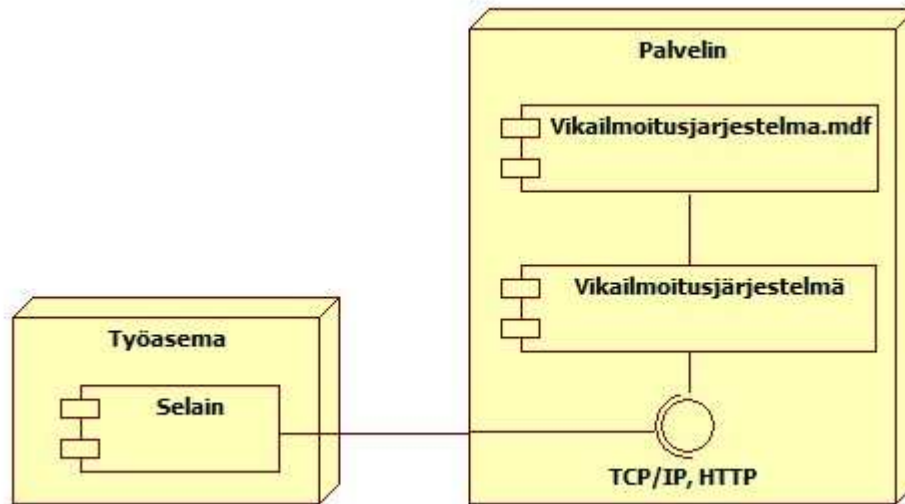 Palvelin
Vikailmoitusjarjestelma.mdf
Vikailmoitusjärjestelmä
Työasema
Selain
TCP/IP, HTTP